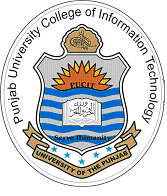 Punjab University College of Information Technology
PUCIT
Serve Humanity
UNIVERSITY OF THE PUNJAB